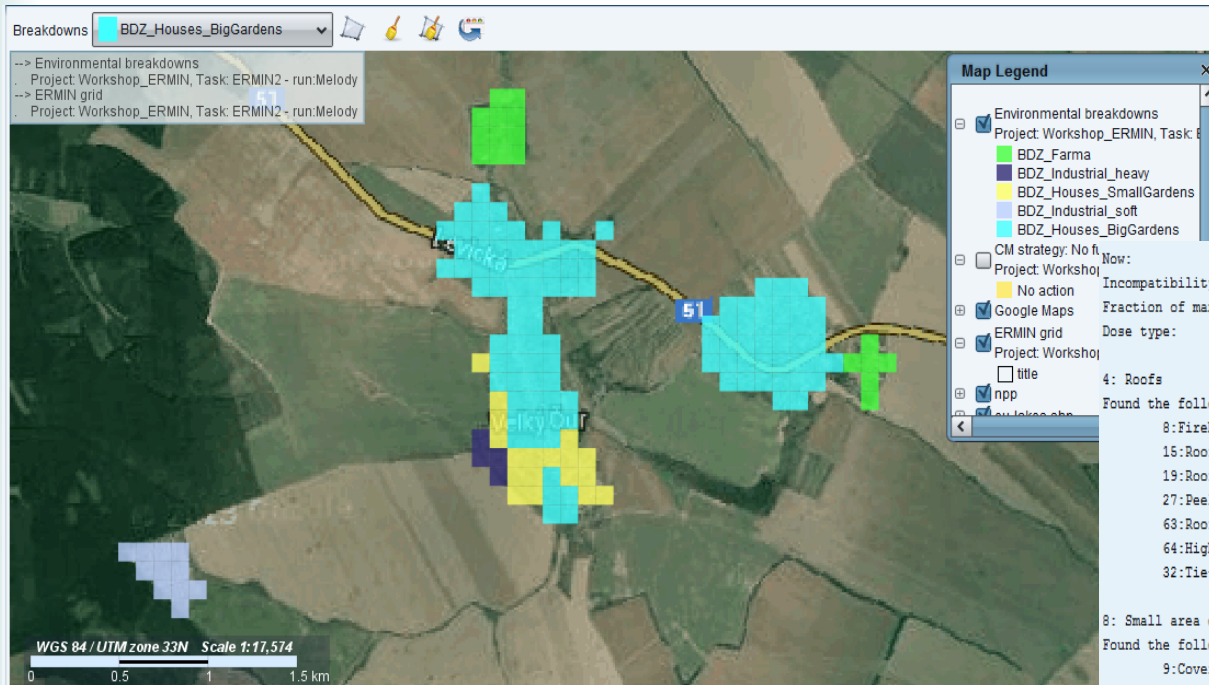 Breakdowns BDZ_Houses_BigGardens
--> Environmental breakdowns
. Project: Workshop_ERMIN, Task: ERMIN2 - run:Melody
--> ERMIN grid
. Project: Workshop_ERMIN, Task: ERMIN2 - run:Melody
51
Levická
51
Veľký Ďur
WGS 84 / UTM zone 33N Scale 1:17,574
0 0.5 1 1.5 km
Map Legend
Environmental breakdowns
Project: Workshop_ERMIN, Task: E
BDZ_Farma
BDZ_Industrial_heavy
BDZ_Houses_SmallGardens
BDZ_Industrial_soft
BDZ_Houses_BigGardens
CM strategy: No fu
Project: Workshop
No action
Google Maps
ERMIN grid
Project: Workshop
title
npp
Now:
Incompatibility
Fraction of ma
Dose type:
4: Roofs
Found the foll
8:Fire
15:Roo
19:Roo
27:Pee
63:Roo
64:Hig
32:Tie
8: Small area
Found the foll
9:Cove